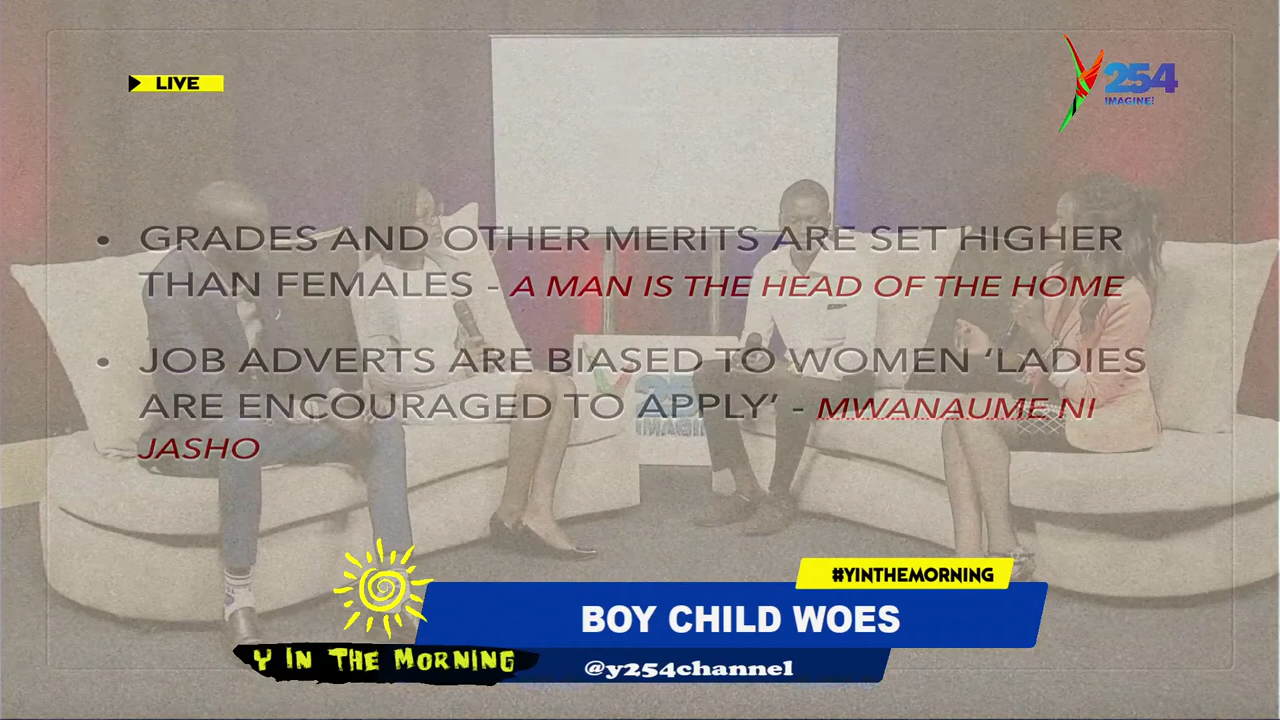 LIVE
254
IMAGINE!
• GRADES AND OTHER MERITS ARE SET HIGHER
THAN FEMALES - A MAN IS THE HEAD OF THE HOME
• JOB ADVERTS ARE BIASED TO WOMEN ‘LADIES
ARE ENCOURAGED TO APPLY’ - MWANAUME NI
JASHO
254
IMAGINE
#YINTHEMORNING
BOY CHILD WOES
Y IN THE MORNING
@y254channel